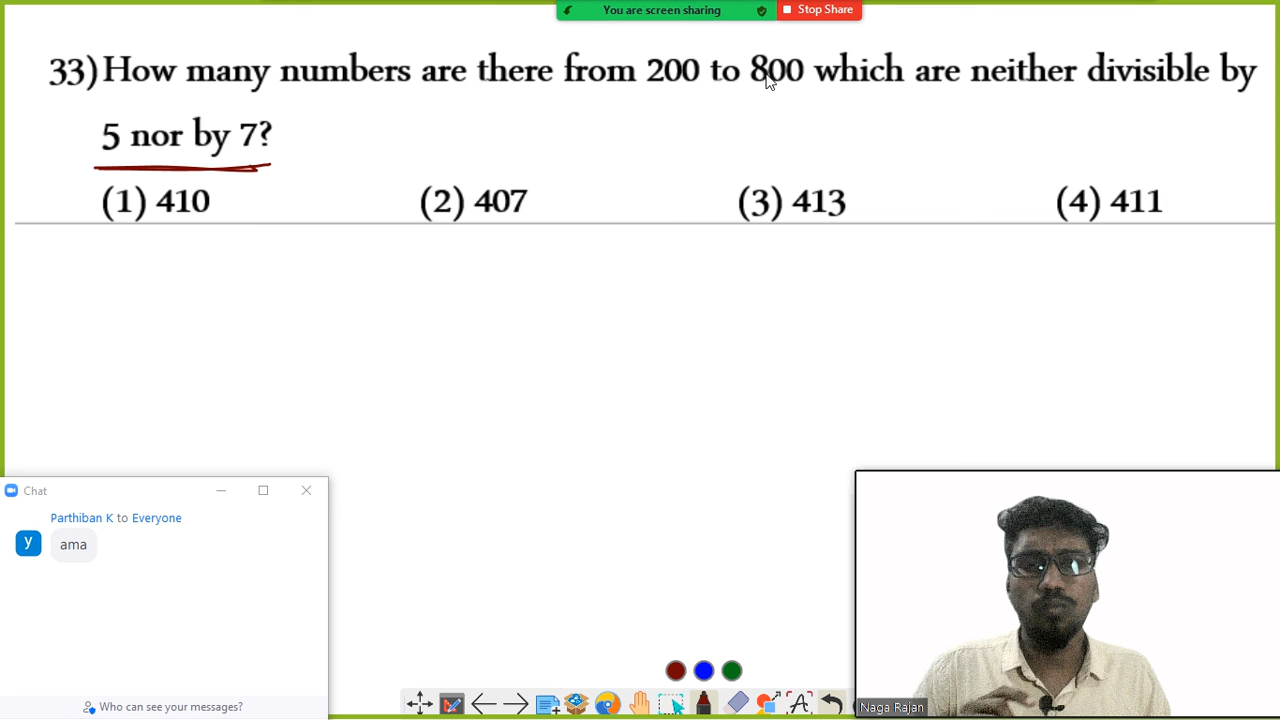 You are screen sharing
Stop Share
33) How many numbers are there from 200 to 800 which are neither divisible by
5 nor by 7?
(1) 410 (2) 407 (3) 413 (4) 411
Chat
Parthiban K to Everyone
y
ama
Who can see your messages?
Naga Rajan